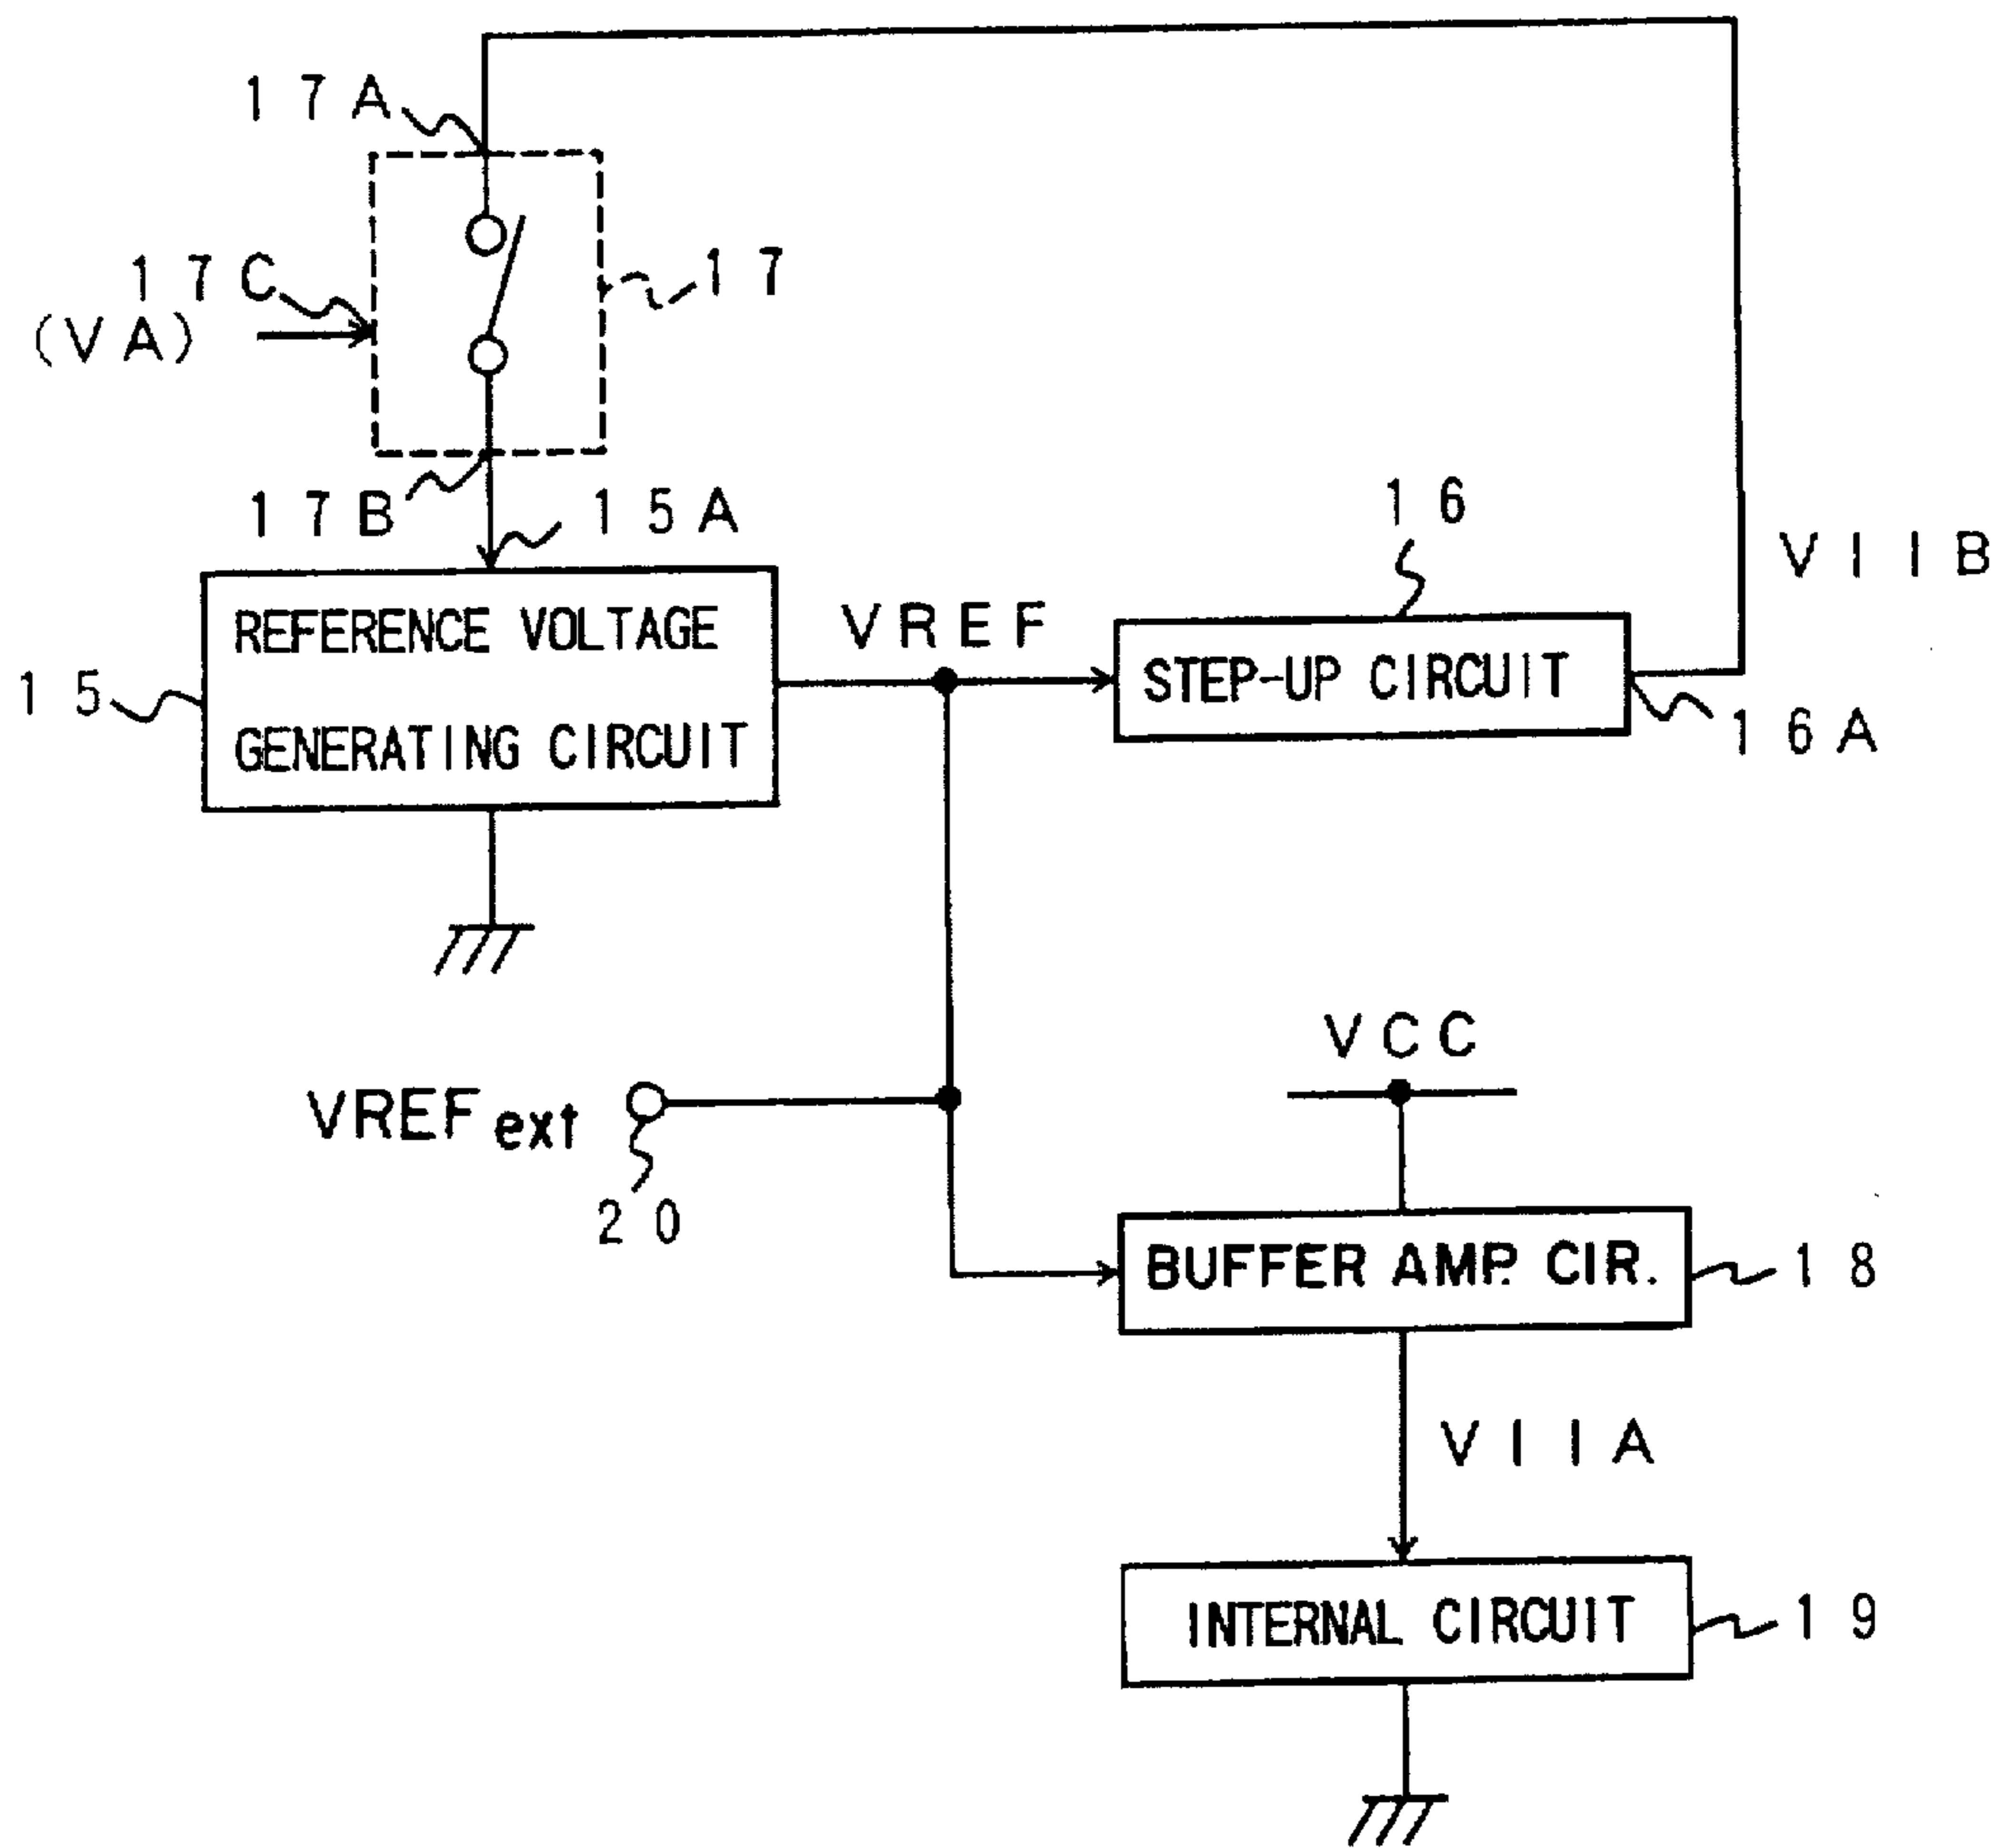 17A
17C
(VA)
17
17B
15A
16
VIIB
REFERENCE VOLTAGE
GENERATING CIRCUIT
15
VREF
STEP-UP CIRCUIT
16A
VCC
VREFext
20
BUFFER AMP. CIR.
18
VIIA
INTERNAL CIRCUIT
19